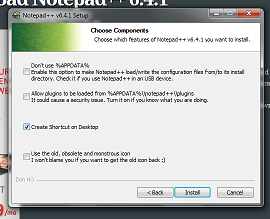 oad Notepad++ v6.4.1
Notepad++ v6.4.1 Setup
Choose Components
Choose which features of Notepad++ v6.4.1 you want to install.
Don't use %APPDATA%
Enable this option to make Notepad++ load/write the configuration files from/to its install
directory. Check it if you use Notepad++ in an USB device.
Allow plugins to be loaded from %APPDATA%\\notepad++\\plugins
It could cause a security issue. Turn it on if you know what you are doing.
Create Shortcut on Desktop
Use the old, obsolete and monstrous icon
I won't blame you if you want to get the old icon back :)
Don HO
< Back
Install
Cancel